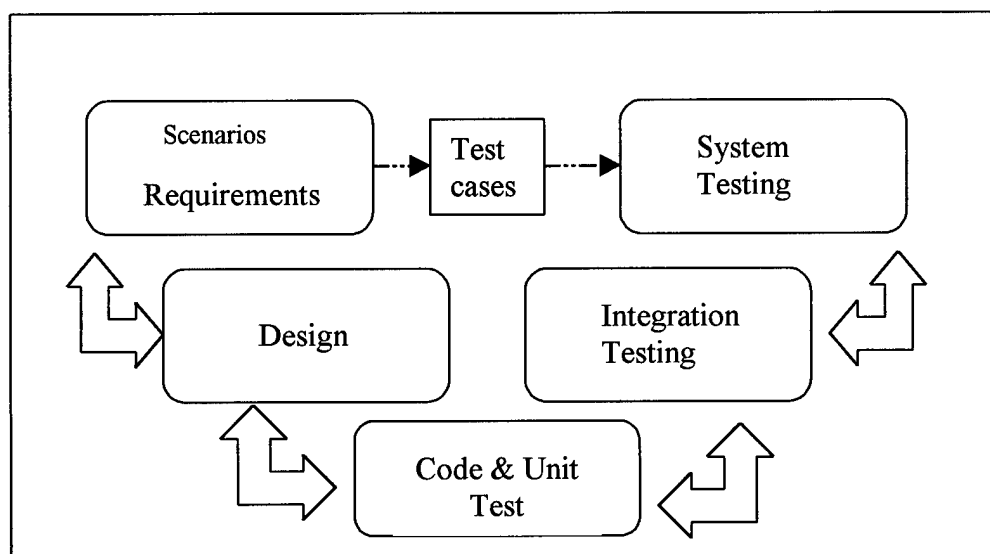 Scenarios
Requirements
Test
cases
System
Testing
Design
Integration
Testing
Code & Unit
Test